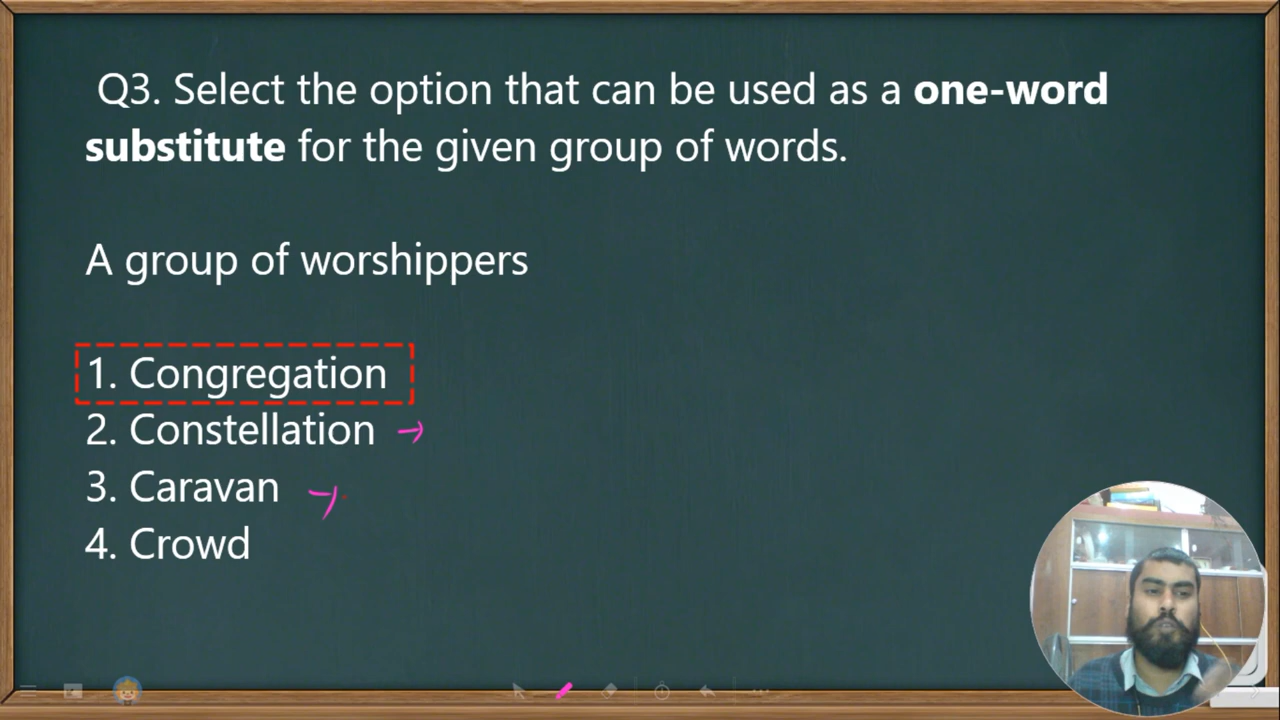 Q3. Select the option that can be used as a one-word
substitute for the given group of words.
A group of worshippers
1. Congregation
2. Constellation
3. Caravan
4. Crowd